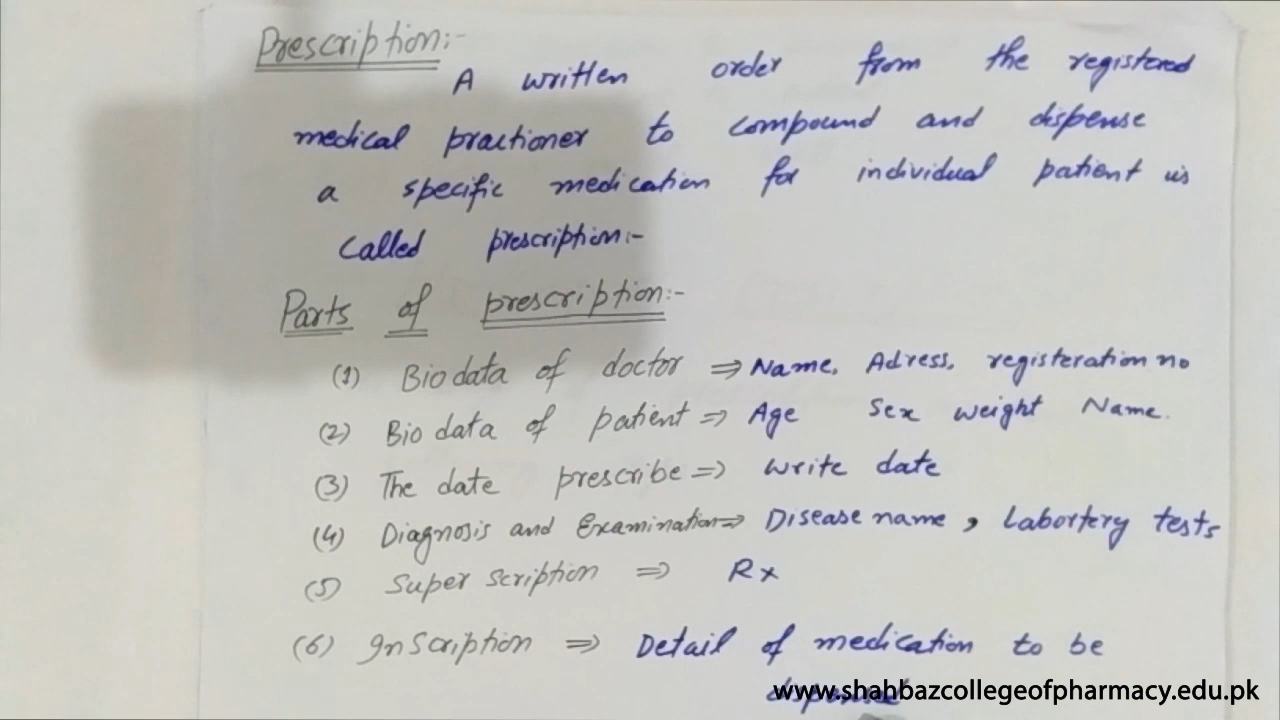 Prescription:-
A written order from the registered
medical practioner to compound and dispense
a specific medication for individual patient is
called prescription:-
Parts of prescription:-
(1) Biodata of doctor ⇒ Name, Adress, registeration no
(2) Bio data of patient ⇒ Age Sex weight Name.
(3) The date prescribe ⇒ write date
(4) Diagnosis and Examination ⇒ Disease name, Labortery tests
(5) Super scription ⇒ Rx
(6) Inscription ⇒ Detail of medication to be
dispensed
www.shahbazcollegeofpharmacy.edu.pk